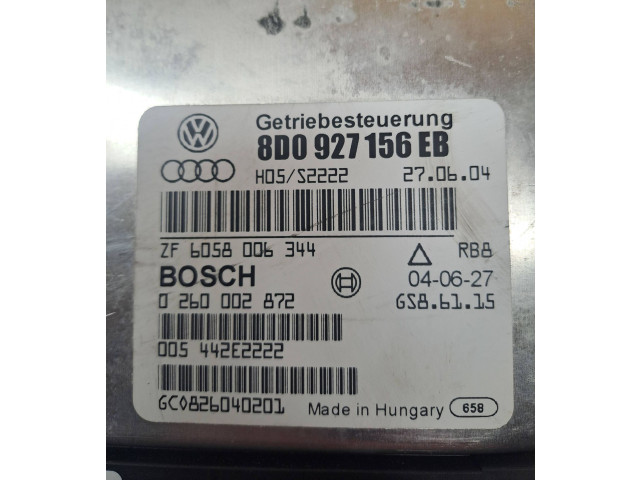 Getriebesteuerung
8D0 927 156 EB
H05/S2222 27.06.04
ZF 6058 006 344 RB8
BOSCH 04-06-27
0 260 002 872 GS8.61.15
005 442E2222
GC0826040201 Made in Hungary 658